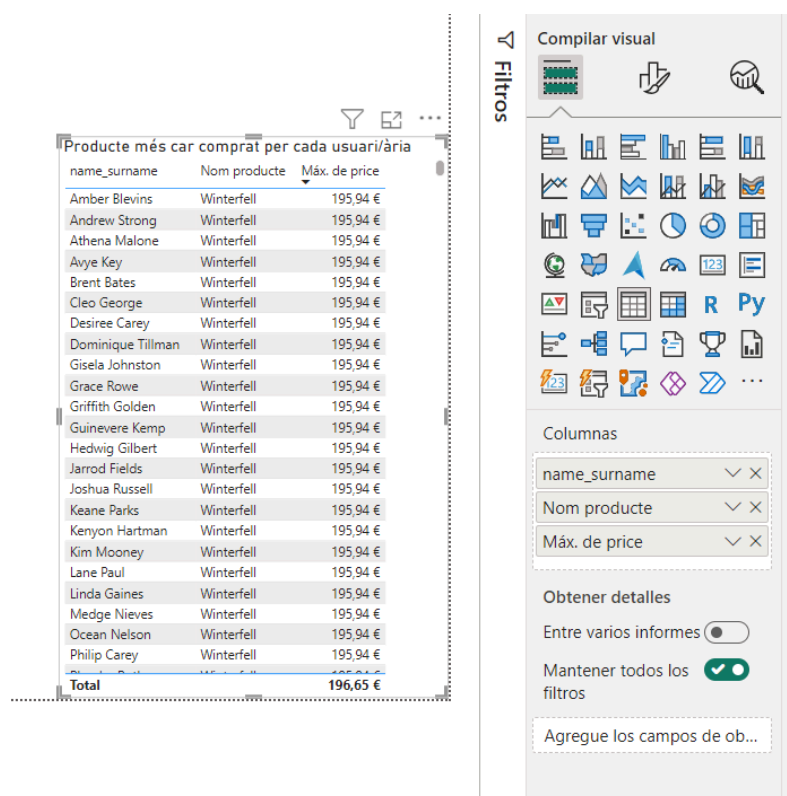 Compilar visual
Filtros
Producte més car comprat per cada usuari/ària
name_surname Nom producte Máx. de price
Amber Blevins Winterfell 195,94 €
Andrew Strong Winterfell 195,94 €
Athena Malone Winterfell 195,94 €
Avye Key Winterfell 195,94 €
Brent Bates Winterfell 195,94 €
Cleo George Winterfell 195,94 €
Desiree Carey Winterfell 195,94 €
Dominique Tillman Winterfell 195,94 €
Gisela Johnston Winterfell 195,94 €
Grace Rowe Winterfell 195,94 €
Griffith Golden Winterfell 195,94 €
Guinevere Kemp Winterfell 195,94 €
Hedwig Gilbert Winterfell 195,94 €
Jarrod Fields Winterfell 195,94 €
Joshua Russell Winterfell 195,94 €
Keane Parks Winterfell 195,94 €
Kenyon Hartman Winterfell 195,94 €
Kim Mooney Winterfell 195,94 €
Lane Paul Winterfell 195,94 €
Linda Gaines Winterfell 195,94 €
Medge Nieves Winterfell 195,94 €
Ocean Nelson Winterfell 195,94 €
Philip Carey Winterfell 195,94 €
Total 196,65 €
123
R
Py
123
Columnas
name_surname
Nom producte
Máx. de price
Obtener detalles
Entre varios informes
Mantener todos los
filtros
Agregue los campos de ob...